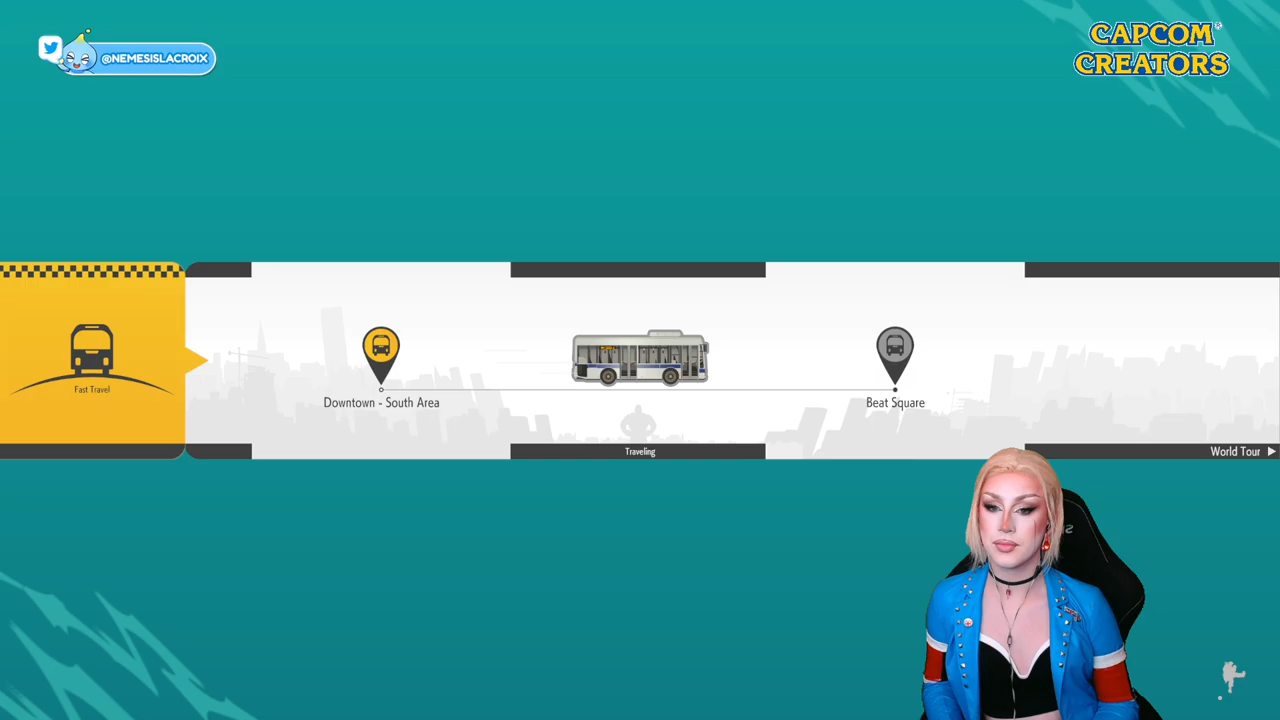 @NEMESISLACROIX
CAPCOM®
CREATORS
Fast Travel
Downtown - South Area
Beat Square
Traveling
World Tour